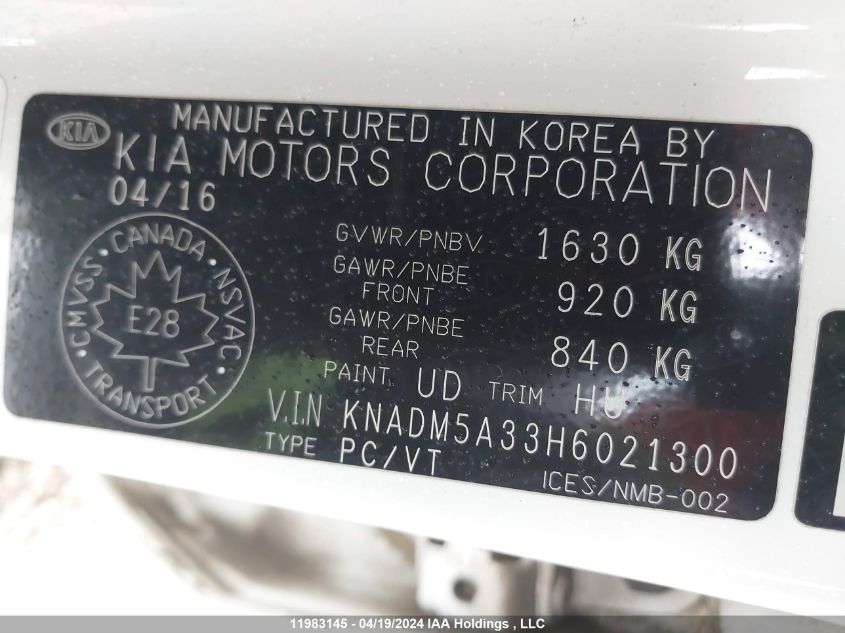 KIA
MANUFACTURED IN KOREA BY
KIA MOTORS CORPORATION
04/16
CANADA
CMVSS
NSVAC
E28
TRANSPORT
GVWR/PNBV 1630 KG
GAWR/PNBE
FRONT 920 KG
GAWR/PNBE
REAR 840 KG
PAINT UD TRIM HU
V.I.N KNADM5A33H6021300
TYPE PC/VT
ICES/NMB-002
11983145 - 04/19/2024 IAA Holdings , LLC